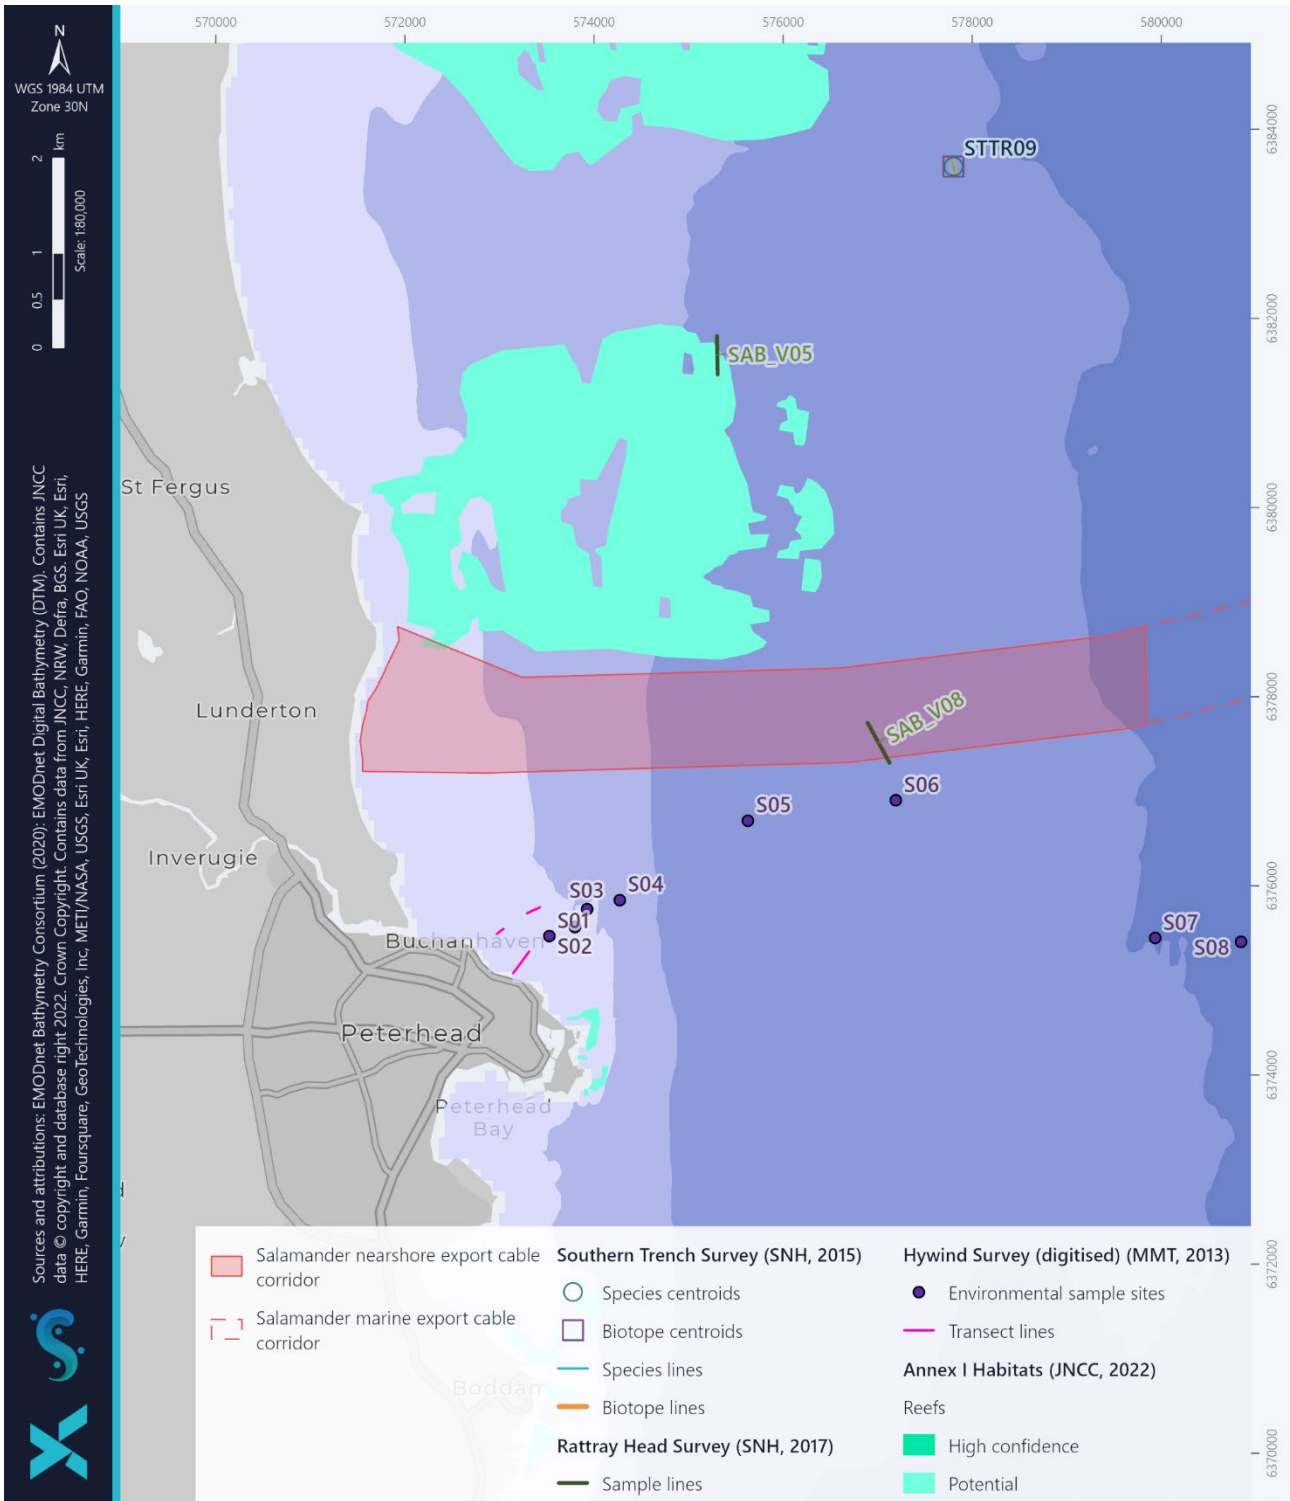 570000
572000
574000
576000
578000
580000
N
WGS 1984 UTM
Zone 30N
6384000
STTR09
km
0
0.5
1
2
Scale: 1:80,000
6382000
SAB_V05
St Fergus
6380000
Sources and attributions: EMODnet Bathymetry Consortium (2020): EMODnet Digital Bathymetry (DTM). Contains JNCC
data © copyright and database right 2022. Crown Copyright. Contains data from JNCC, NRW, Defra, BGS. Esri UK, Esri,
HERE, Garmin, Foursquare, GeoTechnologies, Inc, METI/NASA, USGS, Esri UK, Esri, HERE, Garmin, FAO, NOAA, USGS
6378000
Lunderton
SAB_V08
S06
S05
Inverugie
6376000
S03
S04
S01
S02
Buchanhaven
S07
S08
Peterhead
6374000
Peterhead
Bay
6372000
Salamander nearshore export cable
corridor
Salamander marine export cable
corridor
Southern Trench Survey (SNH, 2015)
Species centroids
Biotope centroids
Species lines
Biotope lines
Rattray Head Survey (SNH, 2017)
Sample lines
Hywind Survey (digitised) (MMT, 2013)
Environmental sample sites
Transect lines
Annex I Habitats (JNCC, 2022)
Reefs
High confidence
Potential
Boddam
6370000